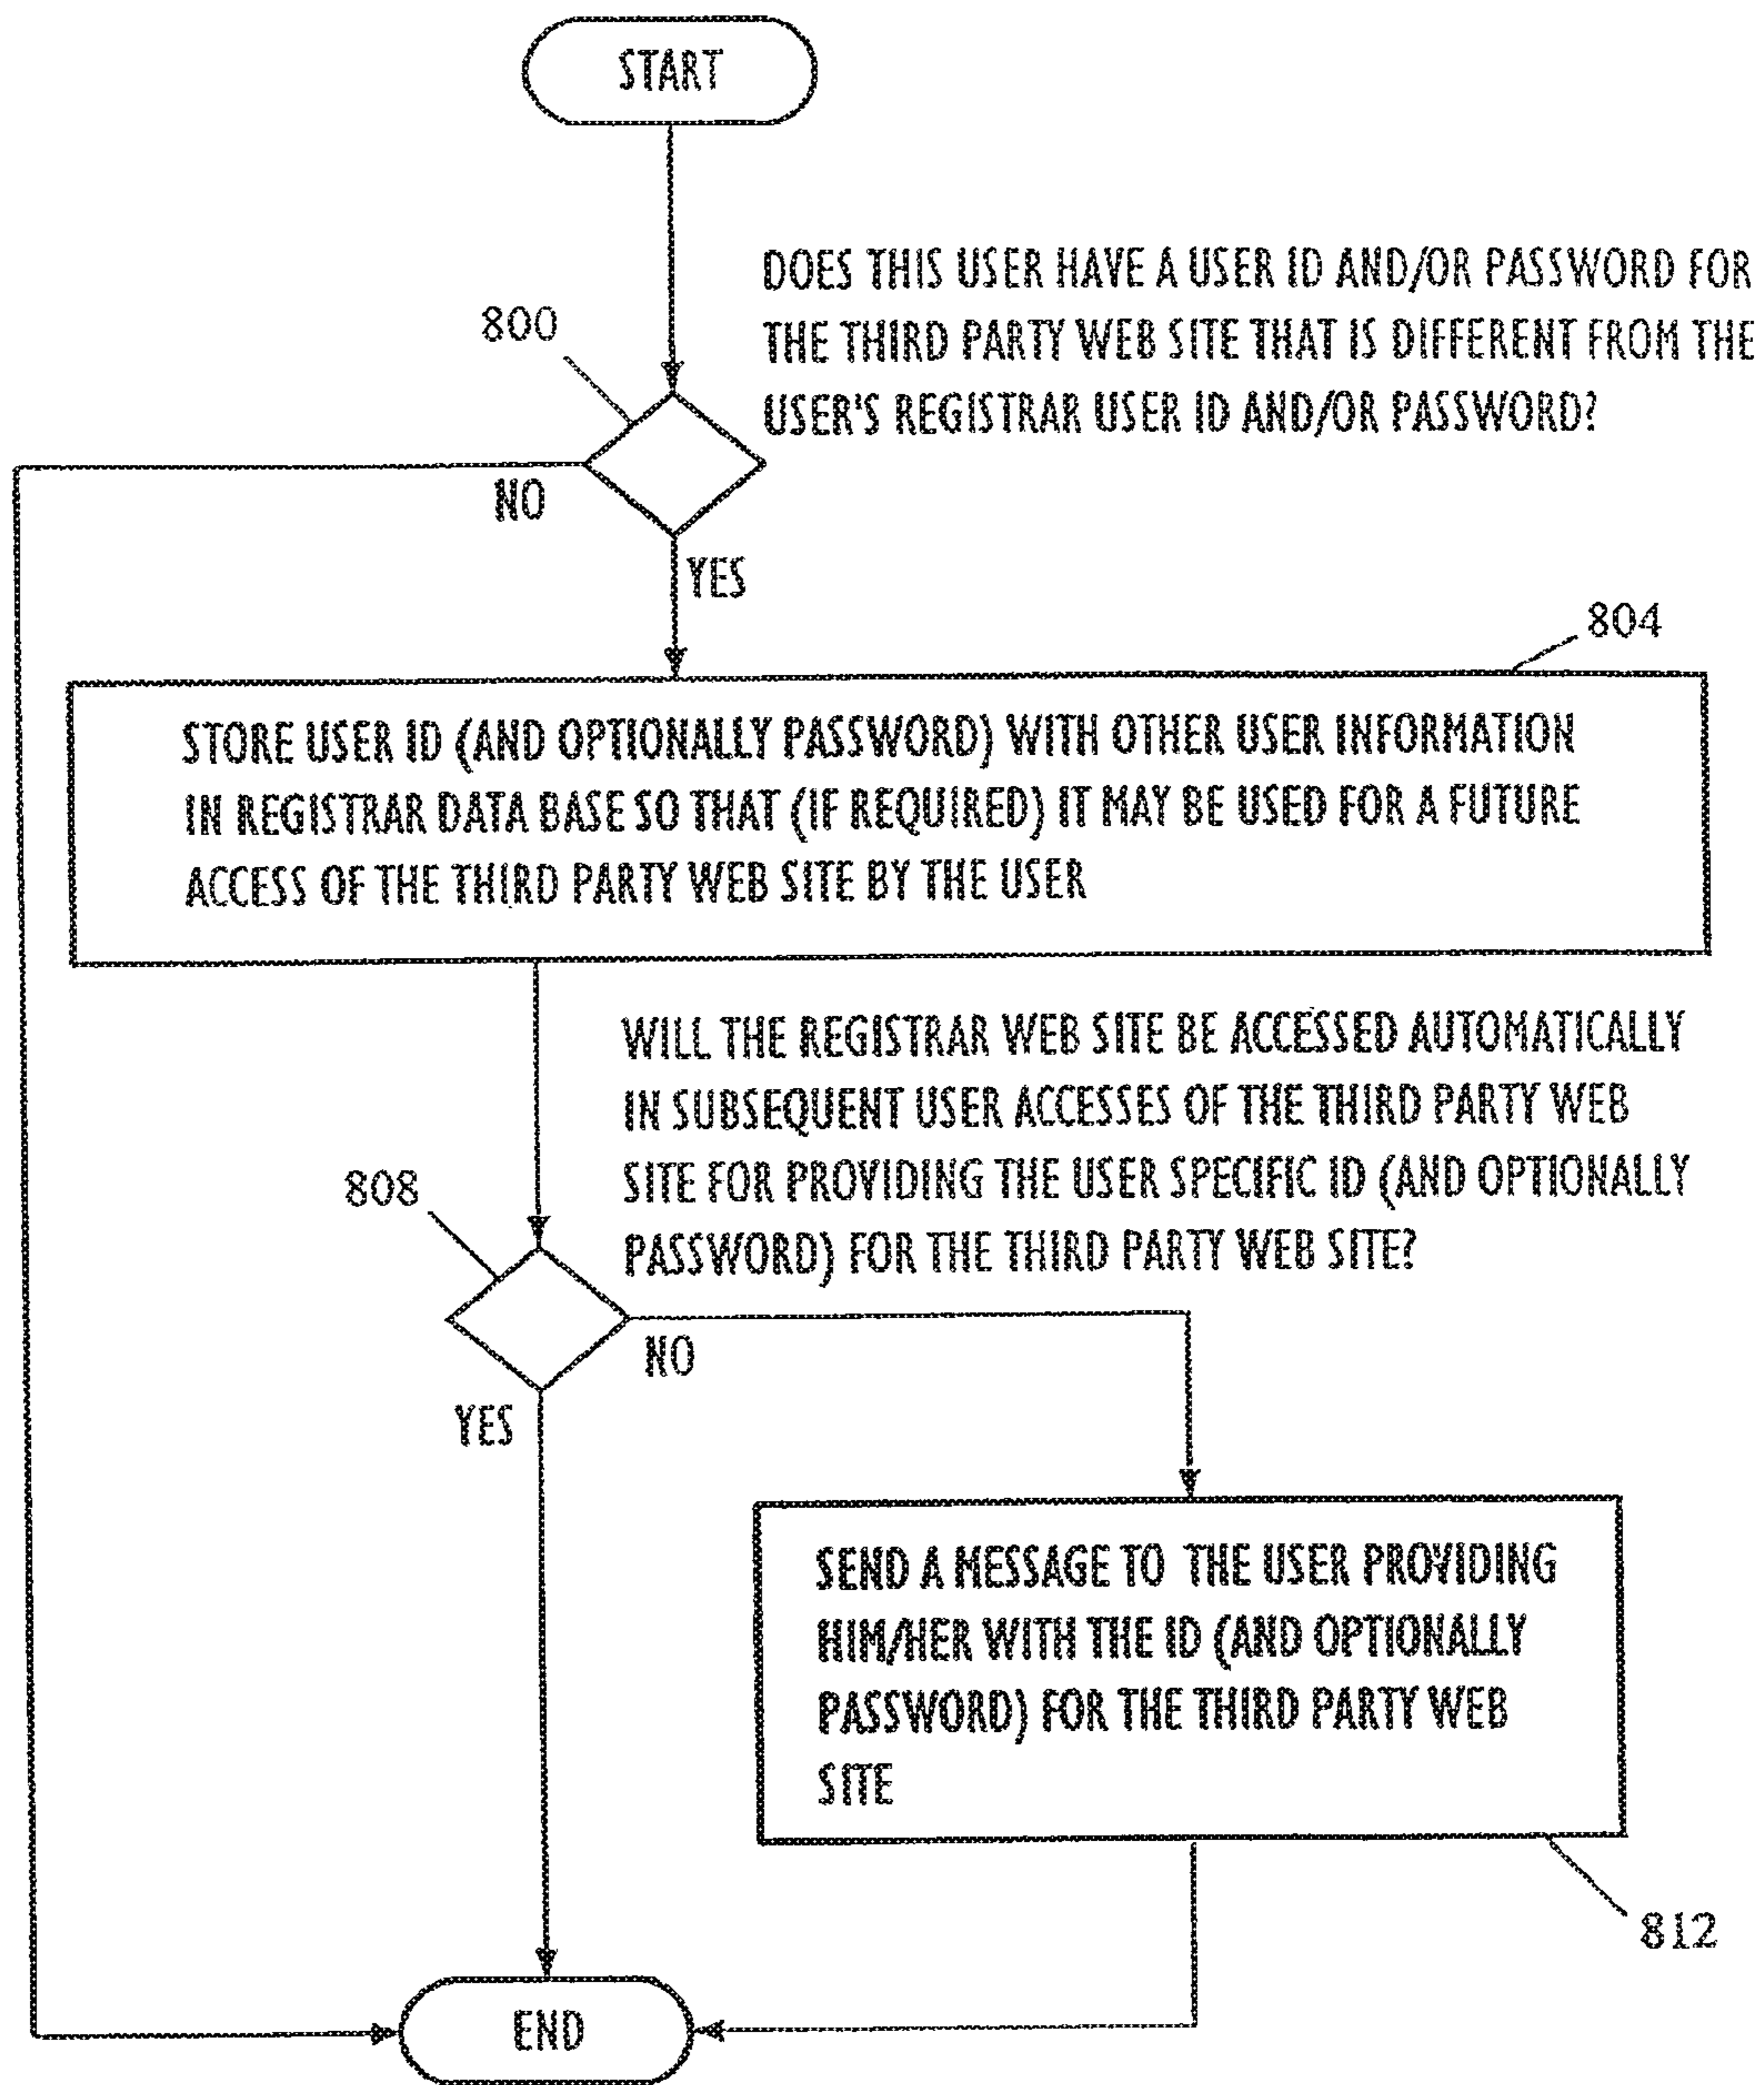 START
DOES THIS USER HAVE A USER ID AND/OR PASSWORD FOR
THE THIRD PARTY WEB SITE THAT IS DIFFERENT FROM THE
USER'S REGISTRAR USER ID AND/OR PASSWORD?
800
NO
YES
804
STORE USER ID (AND OPTIONALLY PASSWORD) WITH OTHER USER INFORMATION
IN REGISTRAR DATA BASE SO THAT (IF REQUIRED) IT MAY BE USED FOR A FUTURE
ACCESS OF THE THIRD PARTY WEB SITE BY THE USER
WILL THE REGISTRAR WEB SITE BE ACCESSED AUTOMATICALLY
IN SUBSEQUENT USER ACCESSES OF THE THIRD PARTY WEB
SITE FOR PROVIDING THE USER SPECIFIC ID (AND OPTIONALLY
PASSWORD) FOR THE THIRD PARTY WEB SITE?
808
NO
YES
SEND A MESSAGE TO THE USER PROVIDING
HIM/HER WITH THE ID (AND OPTIONALLY
PASSWORD) FOR THE THIRD PARTY WEB
SITE
812
END